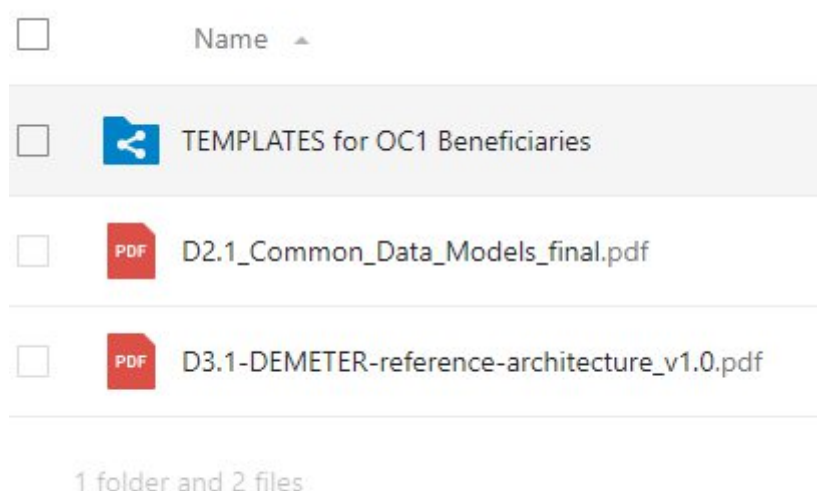 Name
TEMPLATES for OC1 Beneficiaries
PDF D2.1_Common_Data_Models_final.pdf
PDF D3.1-DEMETER-reference-architecture_v1.0.pdf
1 folder and 2 files